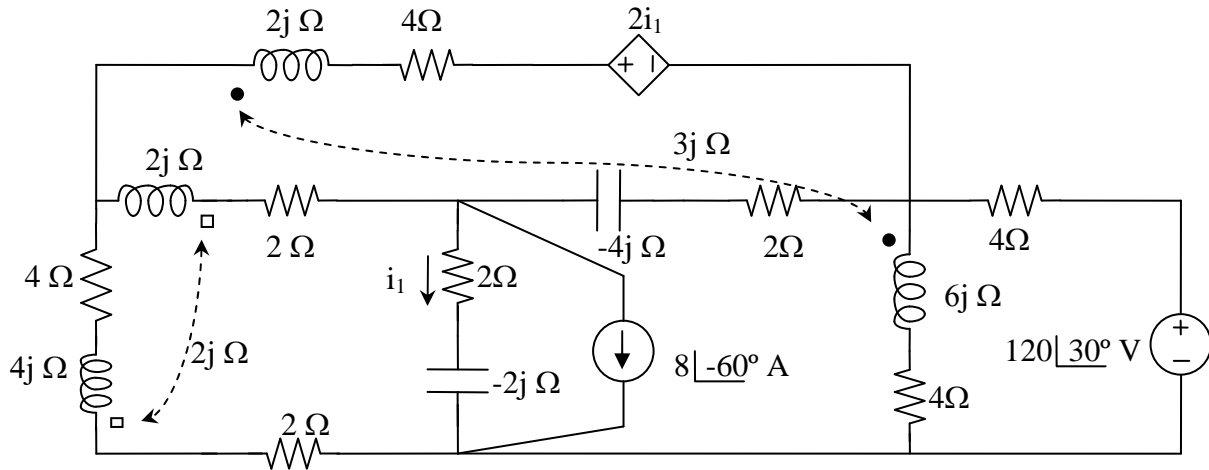 2j Ω
4Ω
2i₁
+ −
3j Ω
2j Ω
2 Ω
-4j Ω
2Ω
4Ω
4 Ω
i₁
2Ω
6j Ω
4j Ω
2j Ω
-2j Ω
8|-60º A
120|30º V
+
−
4Ω
2 Ω